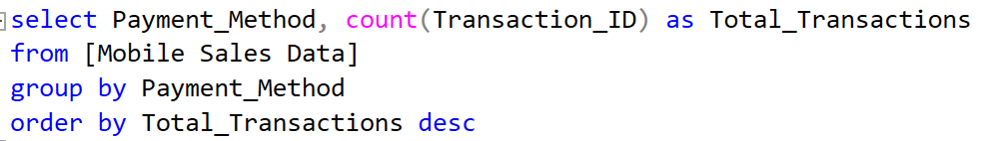 select Payment_Method, count(Transaction_ID) as Total_Transactions
from [Mobile Sales Data]
group by Payment_Method
order by Total_Transactions desc